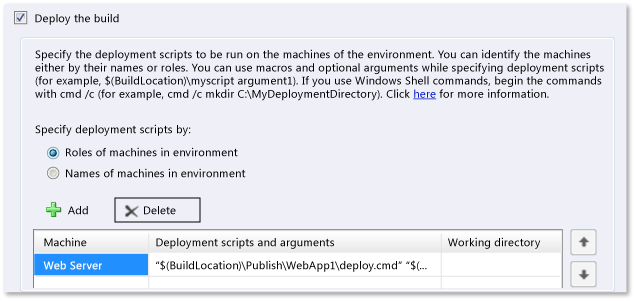 Deploy the build
Specify the deployment scripts to be run on the machines of the environment. You can identify the machines
either by their names or roles. You can use macros and optional arguments while specifying deployment scripts
(for example, $(BuildLocation)\myscript argument1). If you use Windows Shell commands, begin the commands
with cmd /c (for example, cmd /c mkdir C:\MyDeploymentDirectory). Click here for more information.
Specify deployment scripts by:
Roles of machines in environment
Names of machines in environment
Add Delete
Machine Deployment scripts and arguments Working directory
Web Server "$(BuildLocation)\Publish\WebApp1\deploy.cmd" "$(...